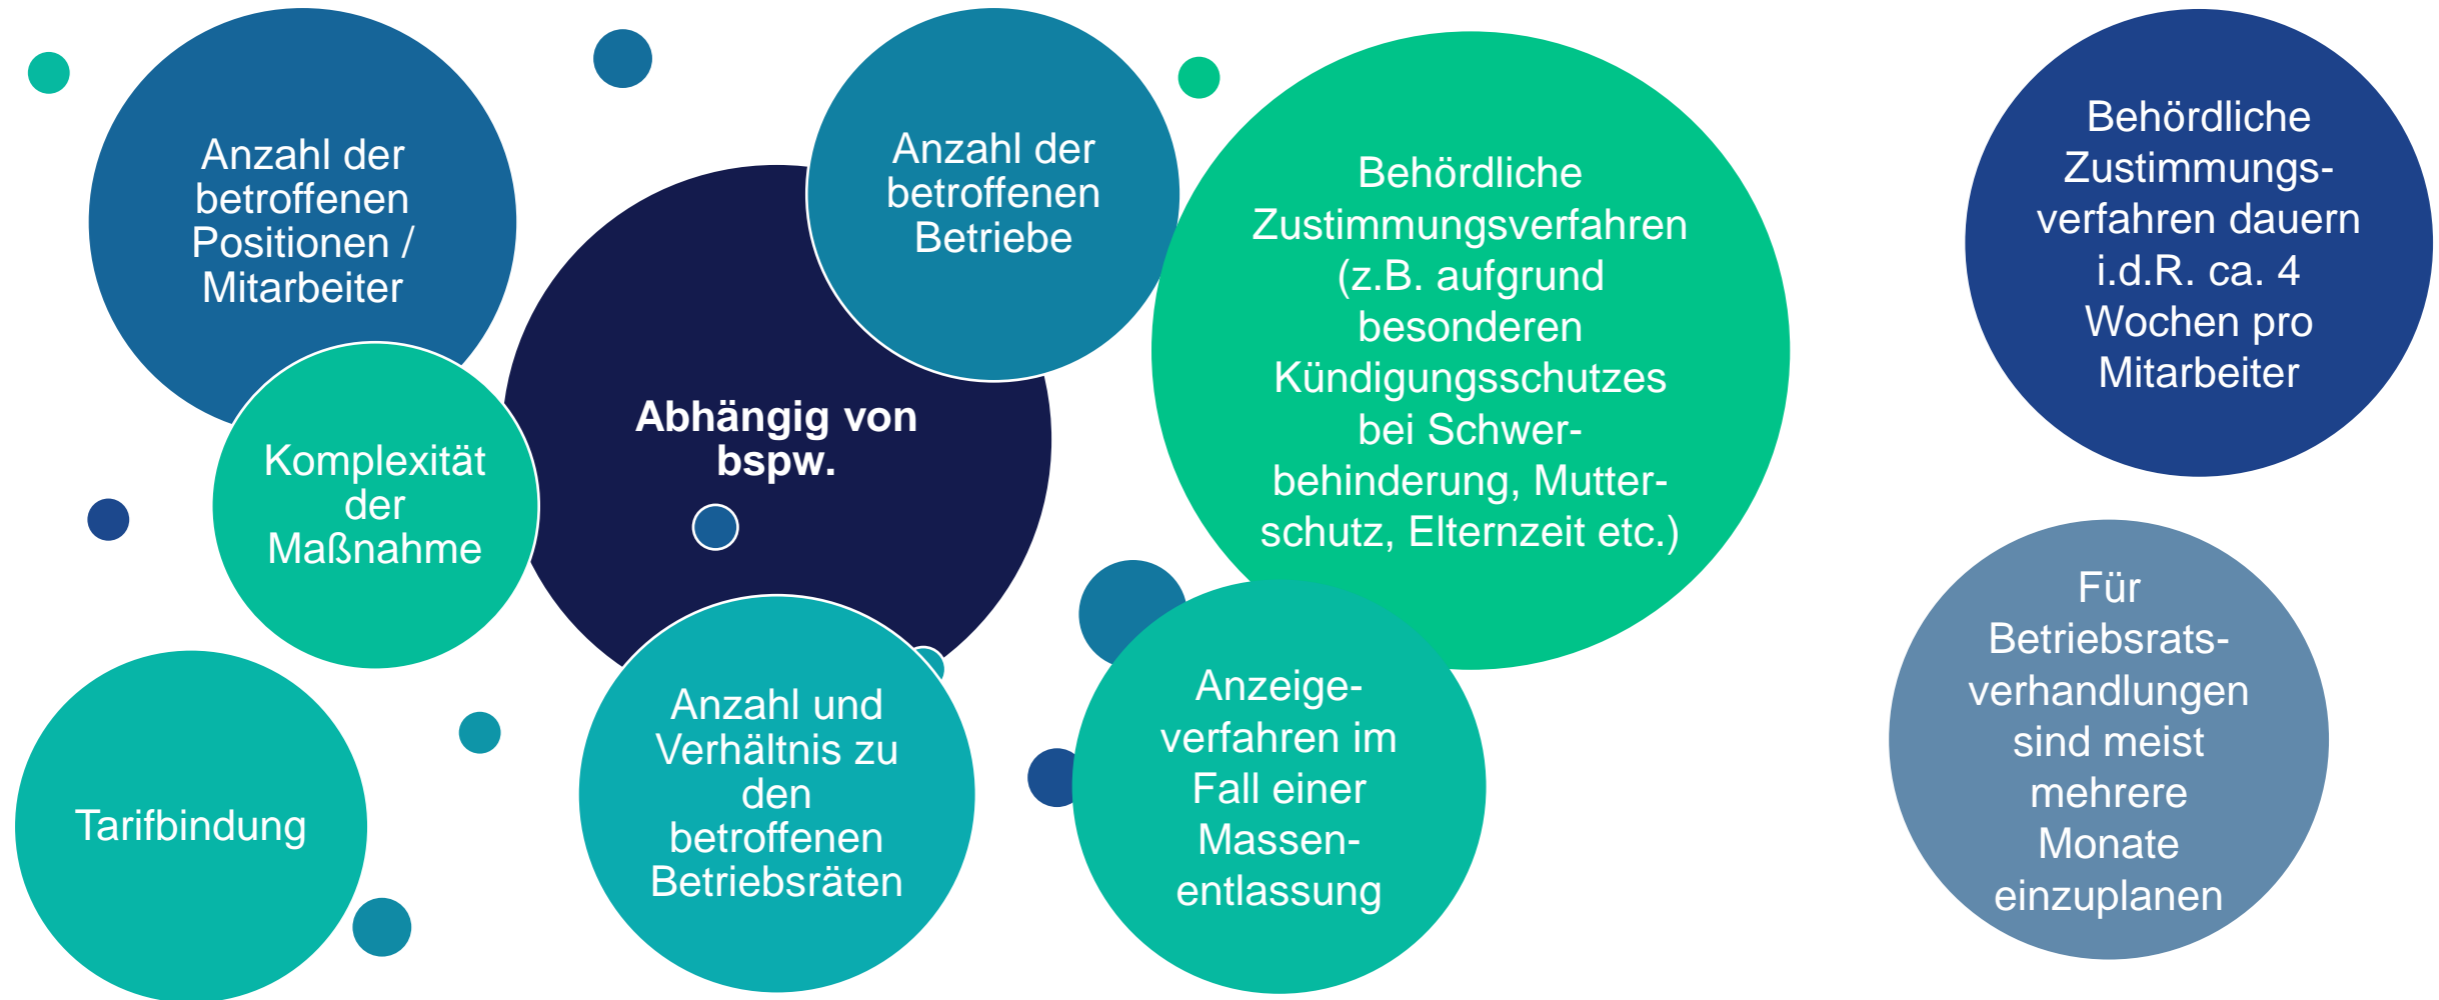 Anzahl der
betroffenen
Positionen /
Mitarbeiter
Anzahl der
betroffenen
Betriebe
Behördliche
Zustimmungsverfahren
(z.B. aufgrund
besonderen
Kündigungsschutzes
bei Schwer-
behinderung, Mutter-
schutz, Elternzeit etc.)
Behördliche
Zustimmungs-
verfahren dauern
i.d.R. ca. 4
Wochen pro
Mitarbeiter
Abhängig von
bspw.
Komplexität
der
Maßnahme
Tarifbindung
Anzahl und
Verhältnis zu
den
betroffenen
Betriebsräten
Anzeige-
verfahren im
Fall einer
Massen-
entlassung
Für
Betriebsrats-
verhandlungen
sind meist
mehrere
Monate
einzuplanen